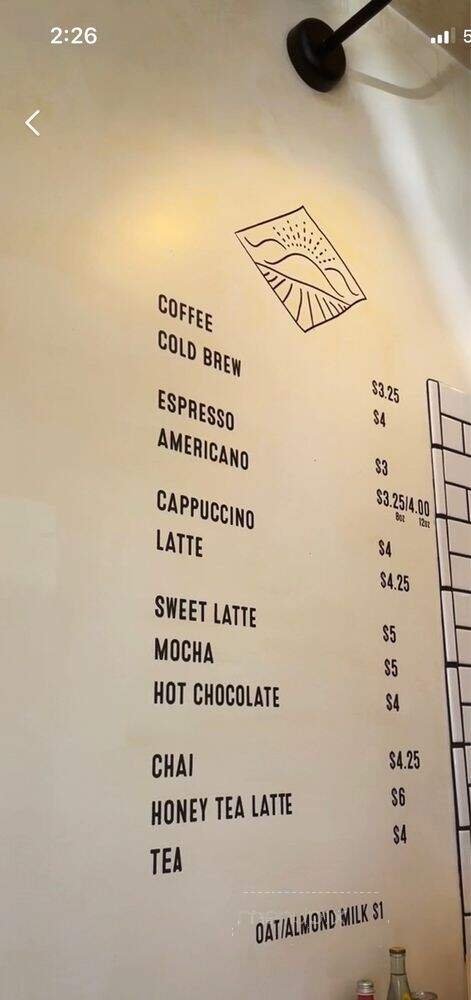 2:26
5
COFFEE $3.25
COLD BREW $4
ESPRESSO $3
AMERICANO $3.25/4.00
8oz 12oz
CAPPUCCINO $4
LATTE $4.25
SWEET LATTE $5
MOCHA $5
HOT CHOCOLATE $4
CHAI $4.25
HONEY TEA LATTE $6
TEA $4
OAT/ALMOND MILK $1